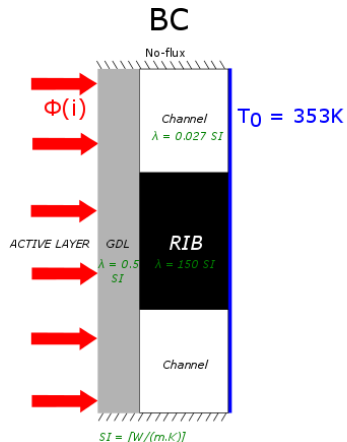 BC
No-flux
Φ(i)
Channel
λ = 0.027 SI
T0 = 353K
ACTIVE LAYER
GDL
λ = 0.5
SI
RIB
λ = 150 SI
Channel
SI = [W/(m.K)]